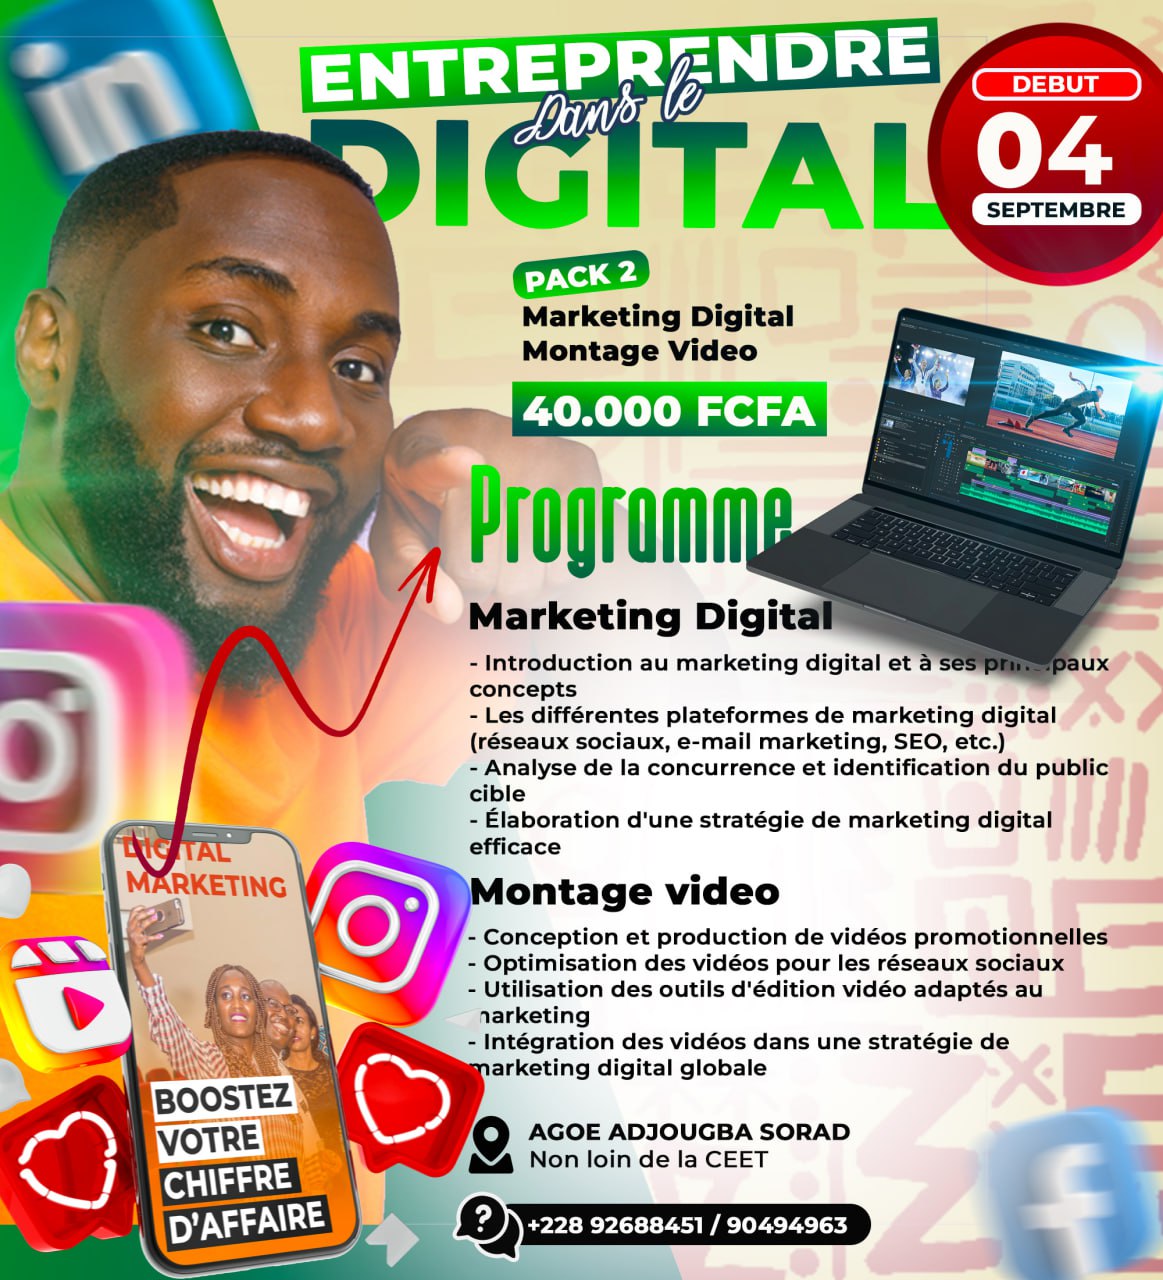 ENTREPRENDRE
Dans le
DIGITAL
DEBUT
04
SEPTEMBRE
PACK 2
Marketing Digital
Montage Video
40.000 FCFA
Programme
Marketing Digital
- Introduction au marketing digital et à ses principaux
concepts
- Les différentes plateformes de marketing digital
(réseaux sociaux, e-mail marketing, SEO, etc.)
- Analyse de la concurrence et identification du public
cible
- Élaboration d'une stratégie de marketing digital
efficace
Montage video
- Conception et production de vidéos promotionnelles
- Optimisation des vidéos pour les réseaux sociaux
- Utilisation des outils d'édition vidéo adaptés au
marketing
- Intégration des vidéos dans une stratégie de
marketing digital globale
AGOE ADJOUGBA SORAD
Non loin de la CEET
+228 92688451 / 90494963
DIGITAL
MARKETING
BOOSTEZ
VOTRE
CHIFFRE
D'AFFAIRE
in
f